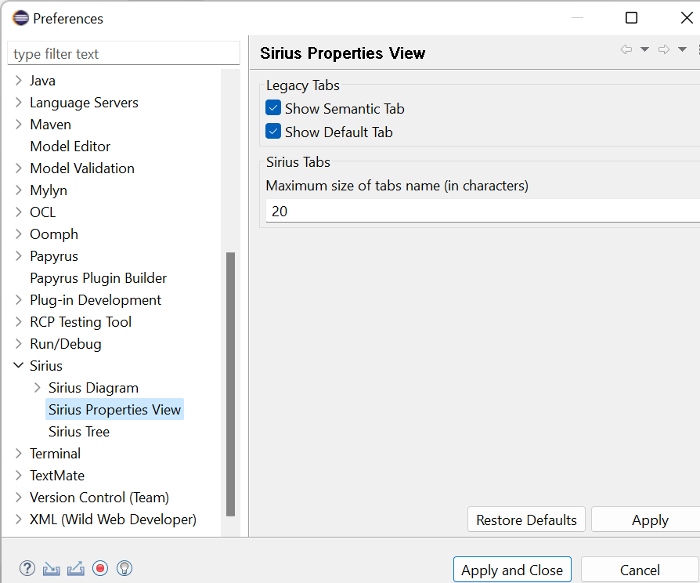 Preferences
type filter text
Java
Language Servers
Maven
Model Editor
Model Validation
Mylyn
OCL
Oomph
Papyrus
Papyrus Plugin Builder
Plug-in Development
RCP Testing Tool
Run/Debug
Sirius
Sirius Diagram
Sirius Properties View
Sirius Tree
Terminal
TextMate
Version Control (Team)
XML (Wild Web Developer)
Sirius Properties View
Legacy Tabs
Show Semantic Tab
Show Default Tab
Sirius Tabs
Maximum size of tabs name (in characters)
20
Restore Defaults
Apply
?
Apply and Close
Cancel